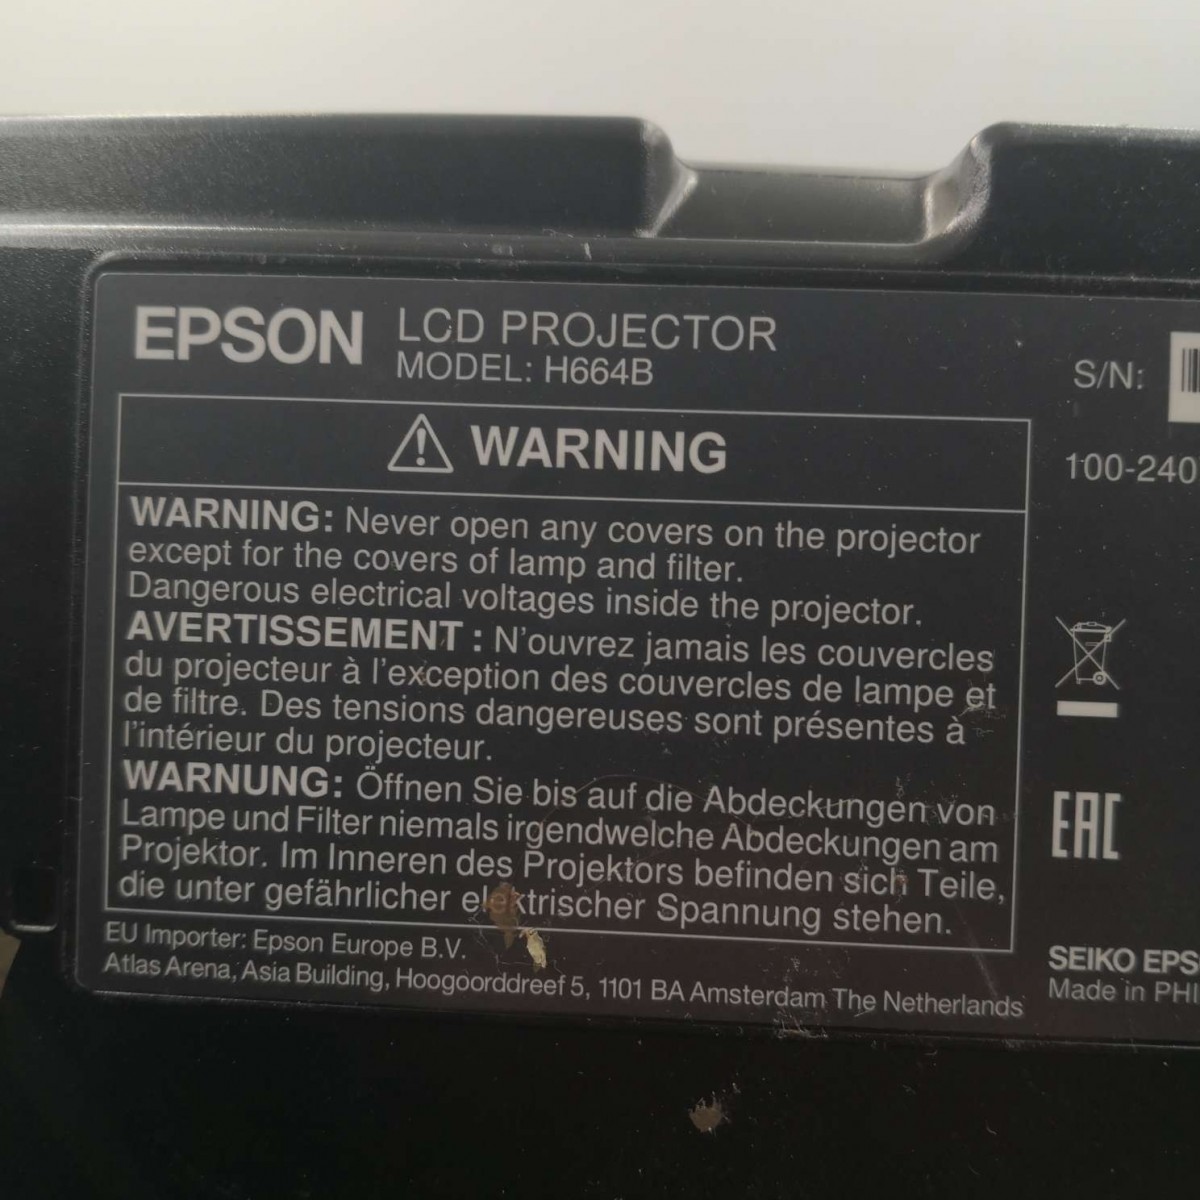 EPSON LCD PROJECTOR
MODEL: H664B
S/N:
WARNING
100-240
WARNING: Never open any covers on the projector
except for the covers of lamp and filter.
Dangerous electrical voltages inside the projector.
AVERTISSEMENT : N'ouvrez jamais les couvercles
du projecteur à l'exception des couvercles de lampe et
de filtre. Des tensions dangereuses sont présentes à
l'intérieur du projecteur.
WARNUNG: Öffnen Sie bis auf die Abdeckungen von
Lampe und Filter niemals irgendwelche Abdeckungen am
Projektor. Im Inneren des Projektors befinden sich Teile,
die unter gefährlicher elektrischer Spannung stehen.
EAC
EU Importer: Epson Europe B.V.
Atlas Arena, Asia Building, Hoogoorddreef 5, 1101 BA Amsterdam The Netherlands
SEIKO EPS
Made in PHI